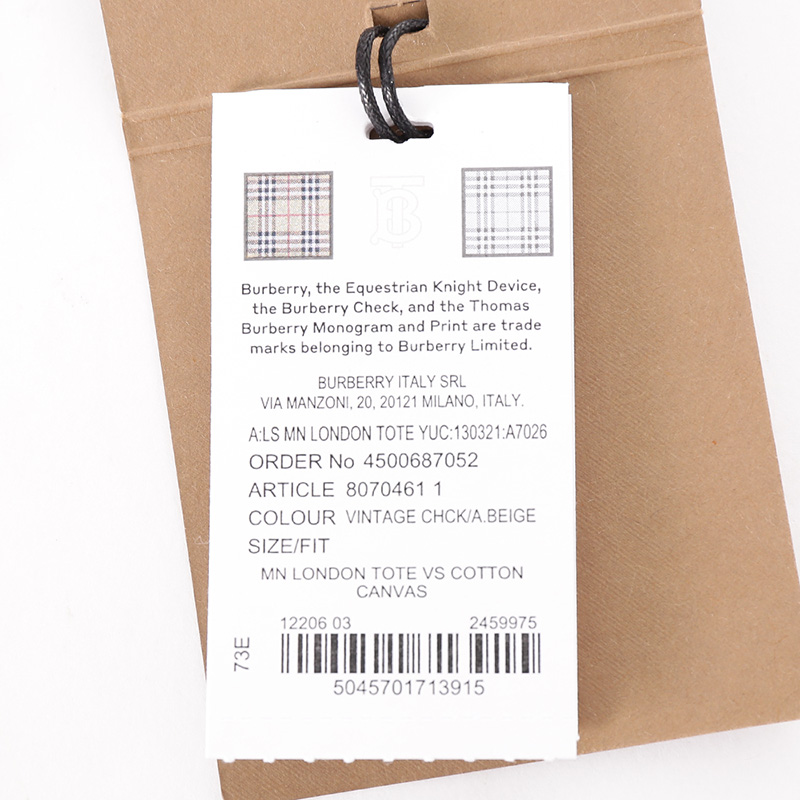 Burberry, the Equestrian Knight Device,
the Burberry Check, and the Thomas
Burberry Monogram and Print are trade
marks belonging to Burberry Limited.
BURBERRY ITALY SRL
VIA MANZONI, 20, 20121 MILANO, ITALY.
A:LS MN LONDON TOTE YUC:130321:A7026
ORDER No 4500687052
ARTICLE 8070461 1
COLOUR VINTAGE CHCK/A.BEIGE
SIZE/FIT
MN LONDON TOTE VS COTTON
CANVAS
12206 03 2459975
73E
5045701713915